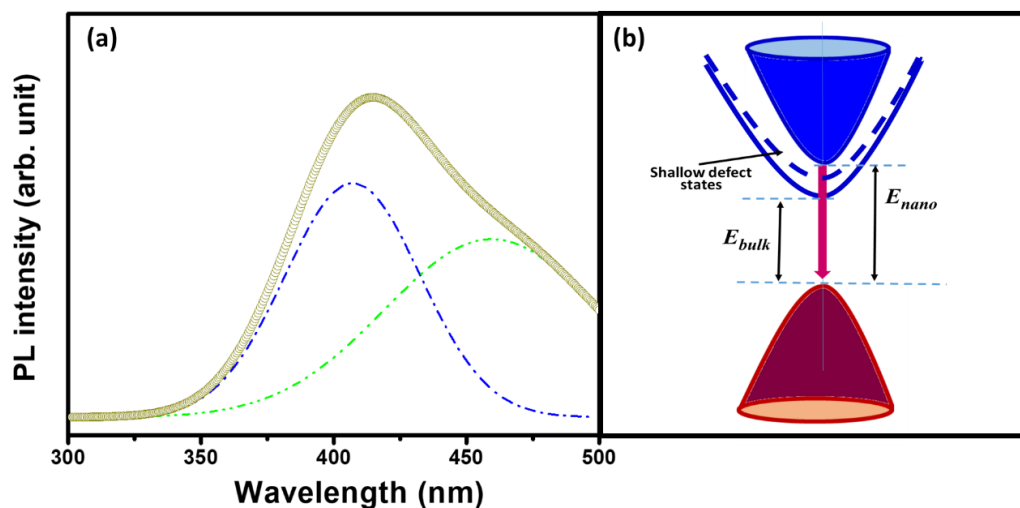 (a)
PL intensity (arb. unit)
300
350
400
450
500
Wavelength (nm)
(b)
Shallow defect
states
E_bulk
E_nano